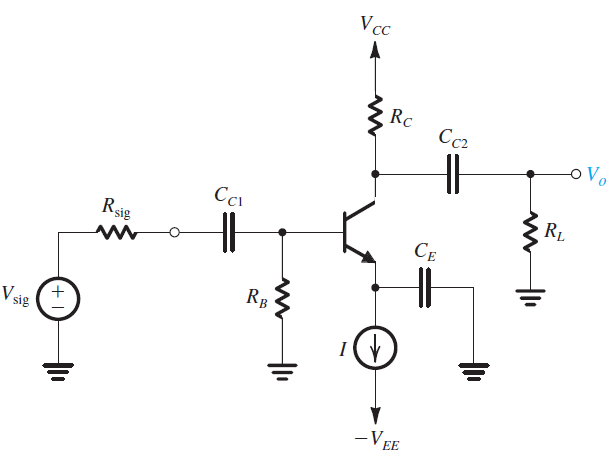 V_CC
R_C
C_C2
V_o
R_sig
C_C1
R_L
C_E
V_sig
+
−
R_B
I
−V_EE